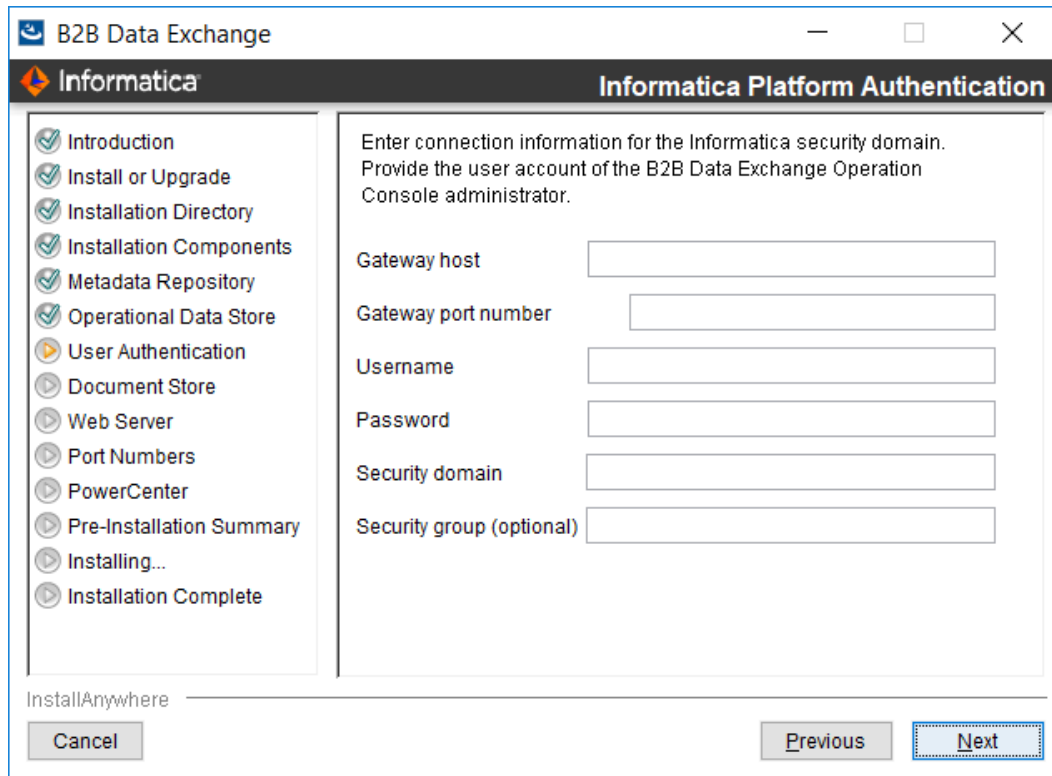 B2B Data Exchange
Informatica
Informatica Platform Authentication
Introduction
Install or Upgrade
Installation Directory
Installation Components
Metadata Repository
Operational Data Store
User Authentication
Document Store
Web Server
Port Numbers
PowerCenter
Pre-Installation Summary
Installing...
Installation Complete
Enter connection information for the Informatica security domain.
Provide the user account of the B2B Data Exchange Operation
Console administrator.
Gateway host
Gateway port number
Username
Password
Security domain
Security group (optional)
InstallAnywhere
Cancel
Previous
Next